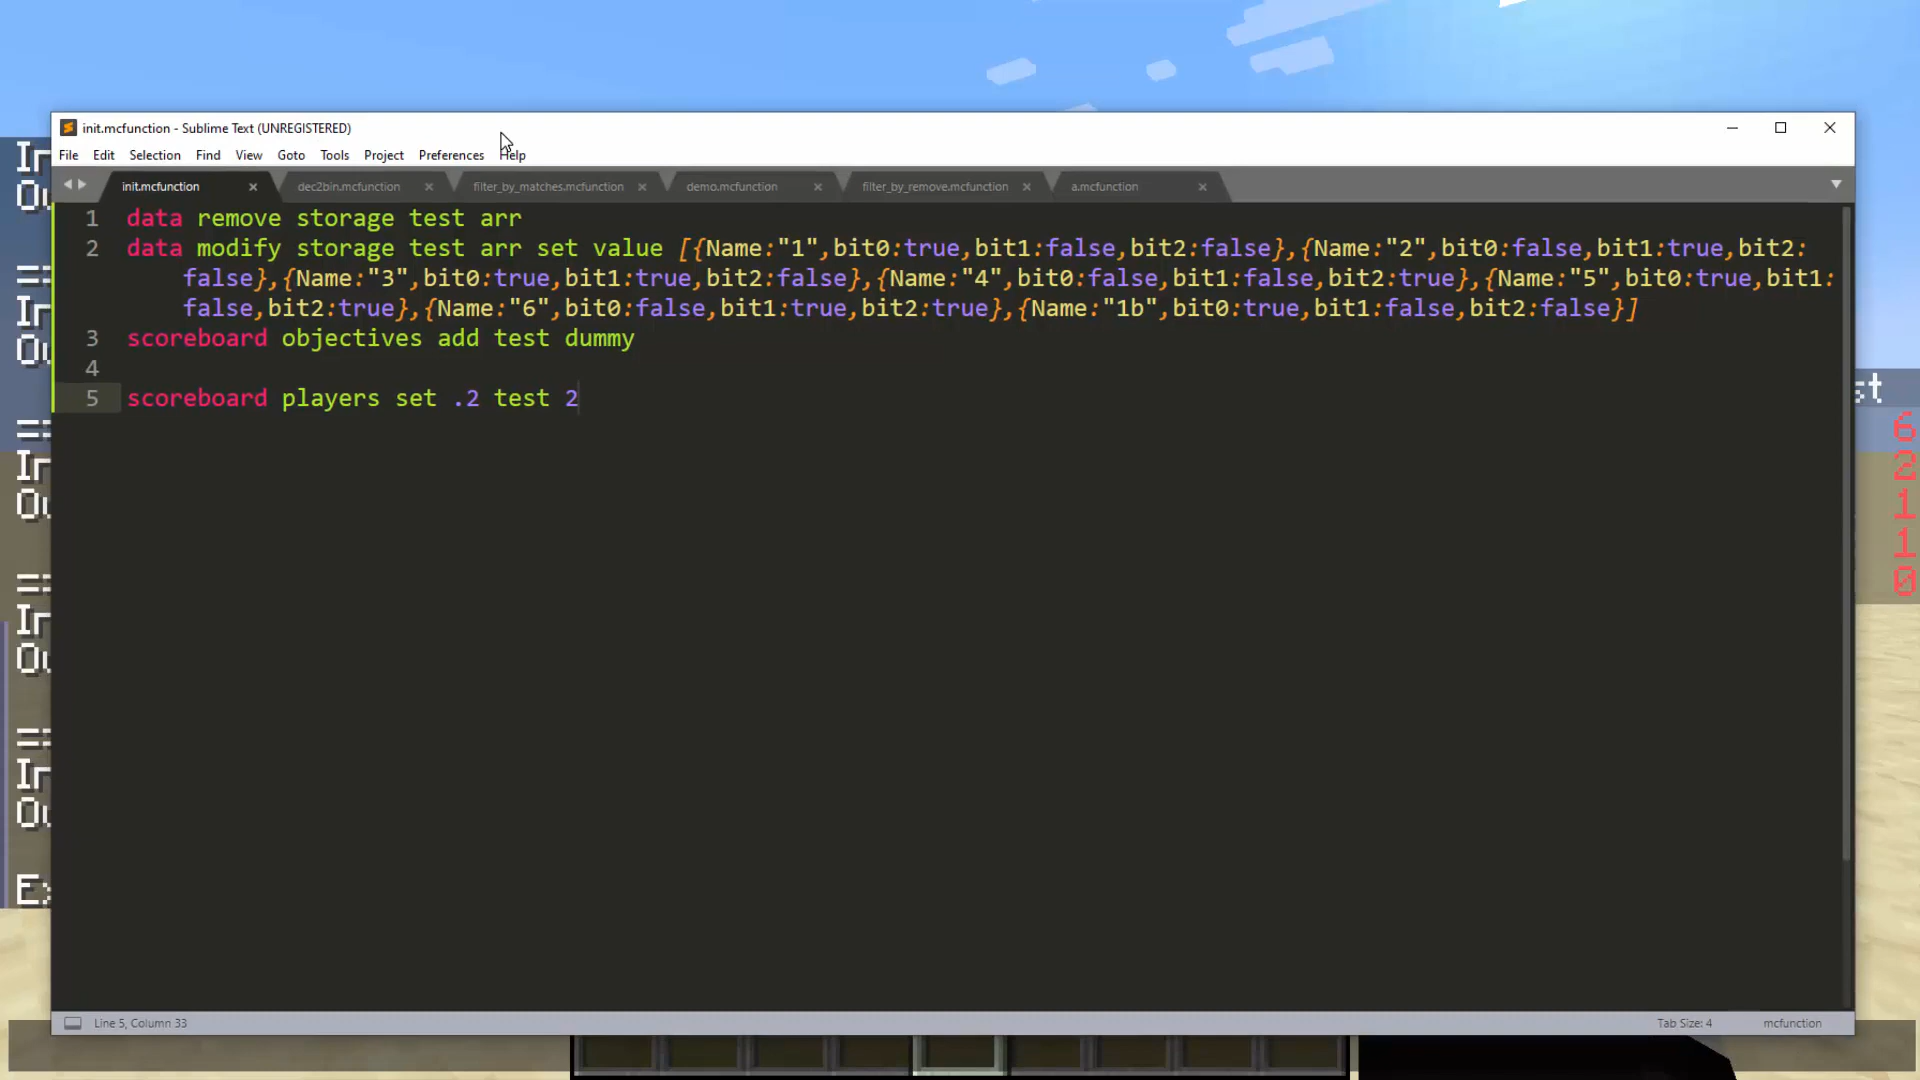 init.mcfunction - Sublime Text (UNREGISTERED)
File Edit Selection Find View Goto Tools Project Preferences Help
init.mcfunction dec2bin.mcfunction filter_by_matches.mcfunction demo.mcfunction filter_by_remove.mcfunction a.mcfunction
1 data remove storage test arr
2 data modify storage test arr set value [{Name:"1",bit0:true,bit1:false,bit2:false},{Name:"2",bit0:false,bit1:true,bit2:
false},{Name:"3",bit0:true,bit1:true,bit2:false},{Name:"4",bit0:false,bit1:false,bit2:true},{Name:"5",bit0:true,bit1:
false,bit2:true},{Name:"6",bit0:false,bit1:true,bit2:true},{Name:"1b",bit0:true,bit1:false,bit2:false}]
3 scoreboard objectives add test dummy
4
5 scoreboard players set .2 test 2
6
2
1
1
0
Line 5, Column 33
Tab Size: 4
mcfunction